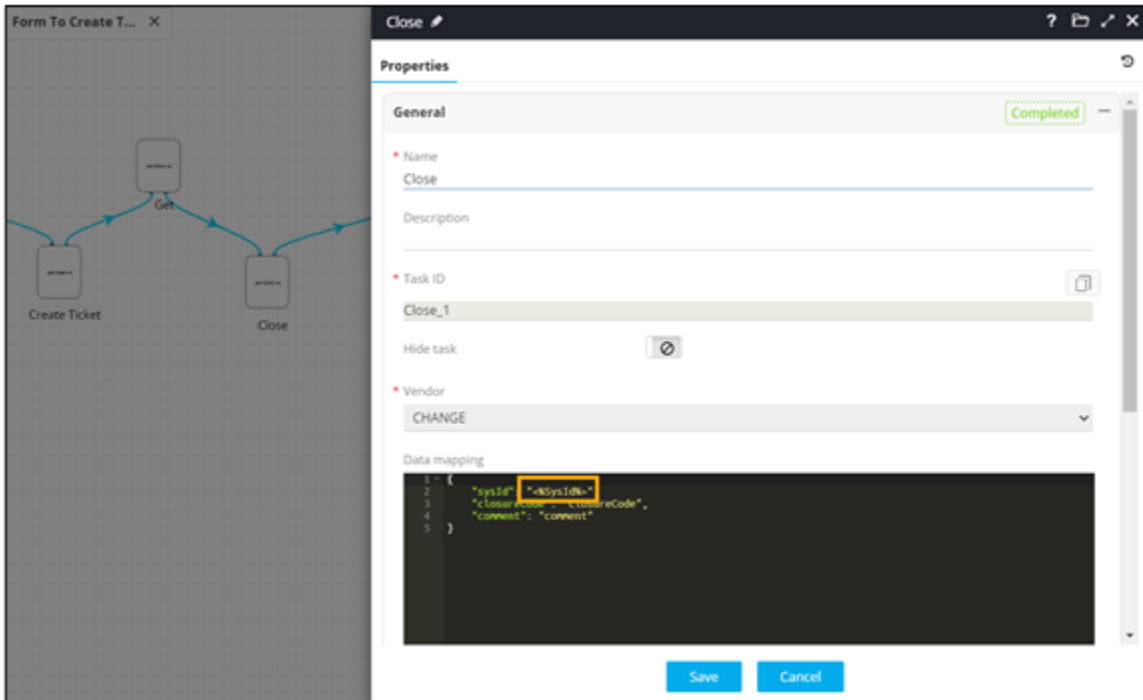 Form To Create T...
Close
?
Properties
General
Completed
* Name
Close
Description
* Task ID
Close_1
Hide task
* Vendor
CHANGE
Data mapping
Get
Create Ticket
Close
1 {
2 "sysId": "<%SysId%>"
3 "closureCode": "closureCode",
4 "comment": "comment"
5 }
Save
Cancel